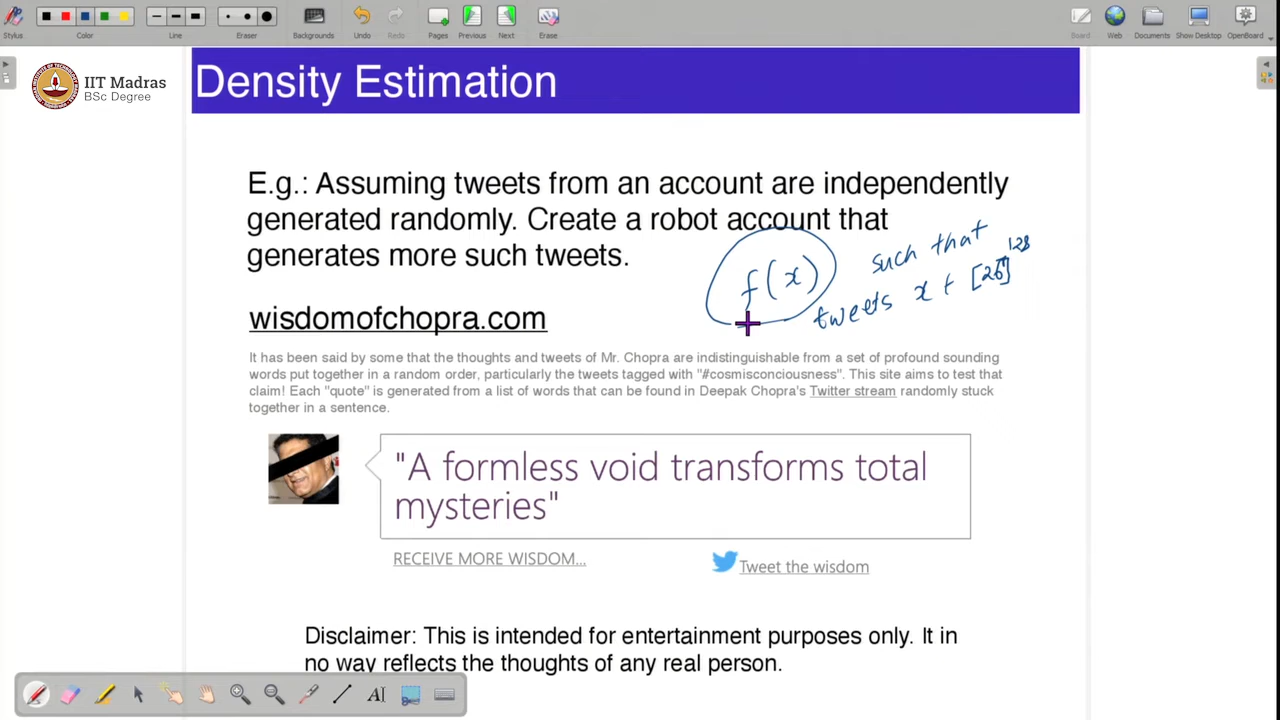 Stylus
Color
Line
Eraser
Backgrounds
Undo
Redo
Pages
Previous
Next
Erase
Board
Web
Documents
Show Desktop
OpenBoard
IIT Madras
BSc Degree
Density Estimation
E.g.: Assuming tweets from an account are independently
generated randomly. Create a robot account that
generates more such tweets.
f(x)
such that
tweets x ∈ [26]^128
wisdomofchopra.com
It has been said by some that the thoughts and tweets of Mr. Chopra are indistinguishable from a set of profound sounding
words put together in a random order, particularly the tweets tagged with "#cosmisconciousness". This site aims to test that
claim! Each "quote" is generated from a list of words that can be found in Deepak Chopra's Twitter stream randomly stuck
together in a sentence.
"A formless void transforms total
mysteries"
RECEIVE MORE WISDOM...
Tweet the wisdom
Disclaimer: This is intended for entertainment purposes only. It in
no way reflects the thoughts of any real person.